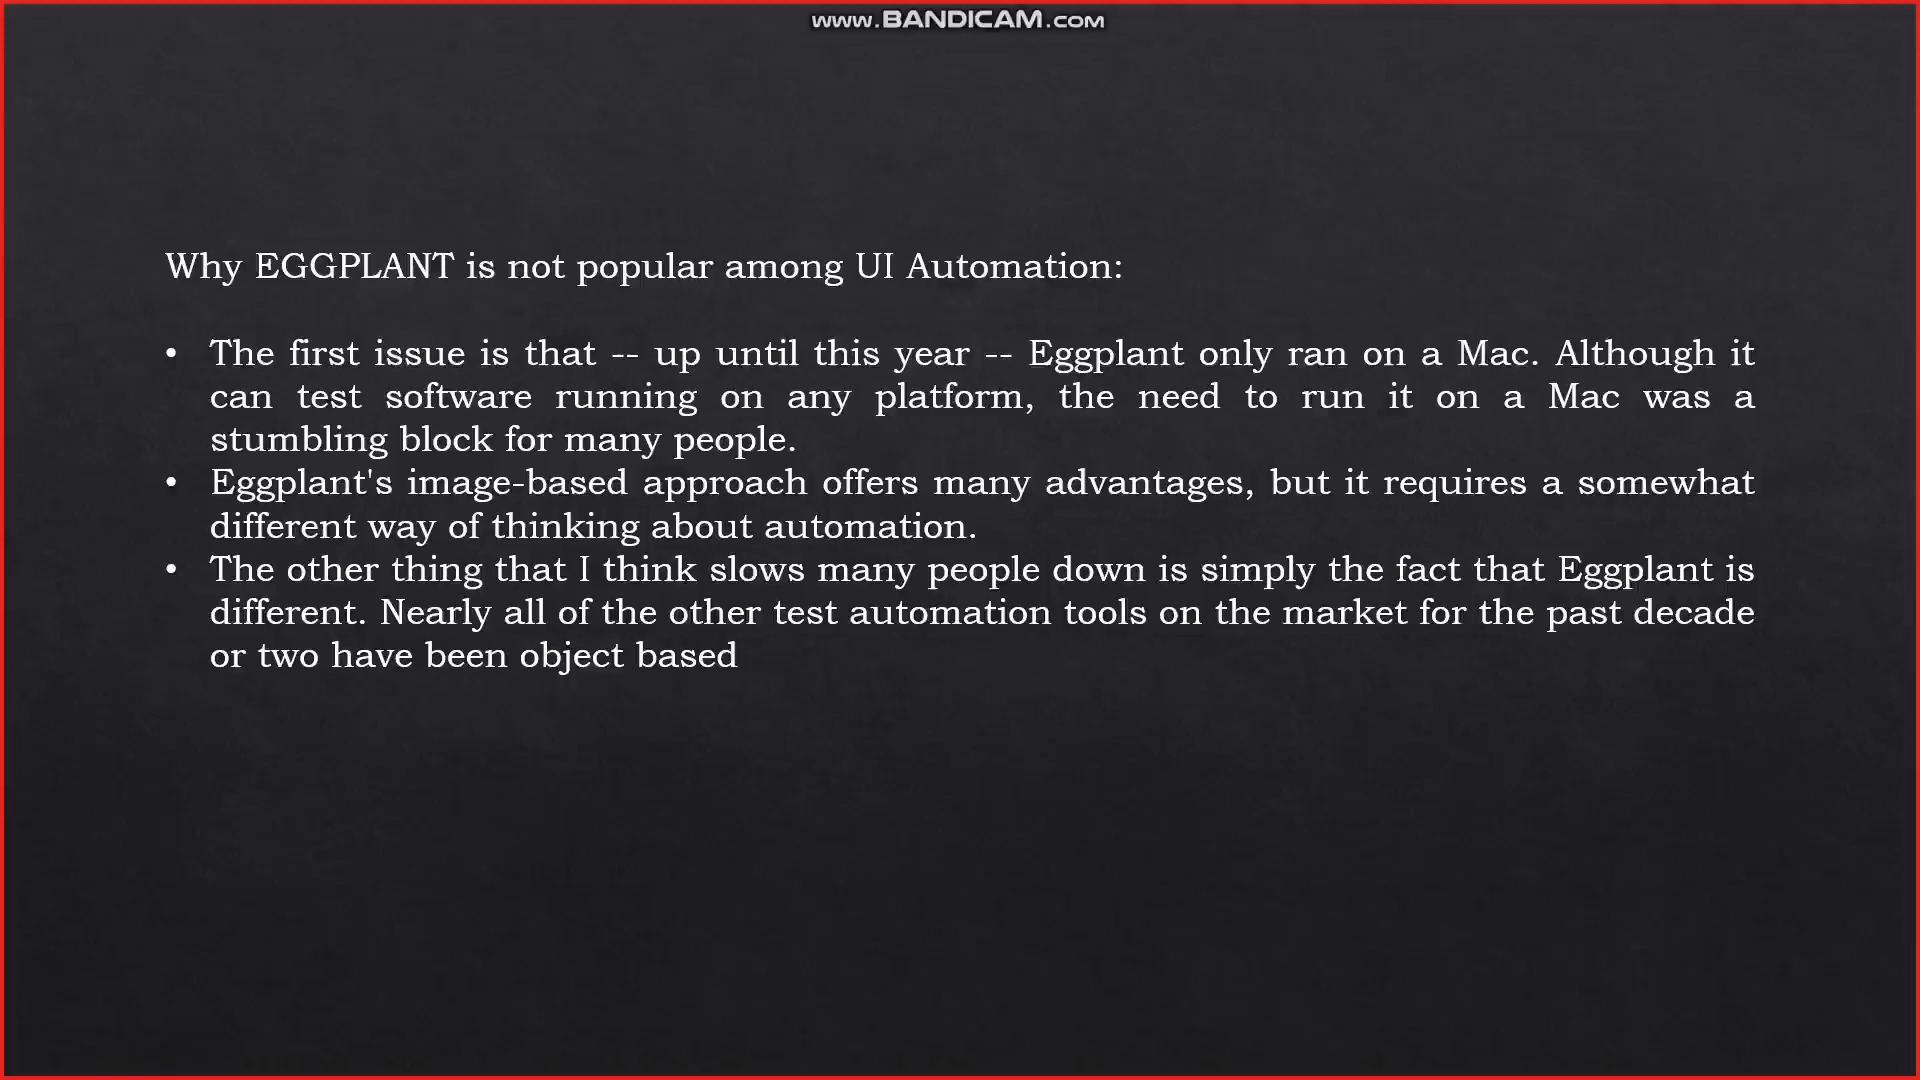 www.BANDICAM.com
Why EGGPLANT is not popular among UI Automation:
• The first issue is that -- up until this year -- Eggplant only ran on a Mac. Although it
can test software running on any platform, the need to run it on a Mac was a
stumbling block for many people.
• Eggplant's image-based approach offers many advantages, but it requires a somewhat
different way of thinking about automation.
• The other thing that I think slows many people down is simply the fact that Eggplant is
different. Nearly all of the other test automation tools on the market for the past decade
or two have been object based